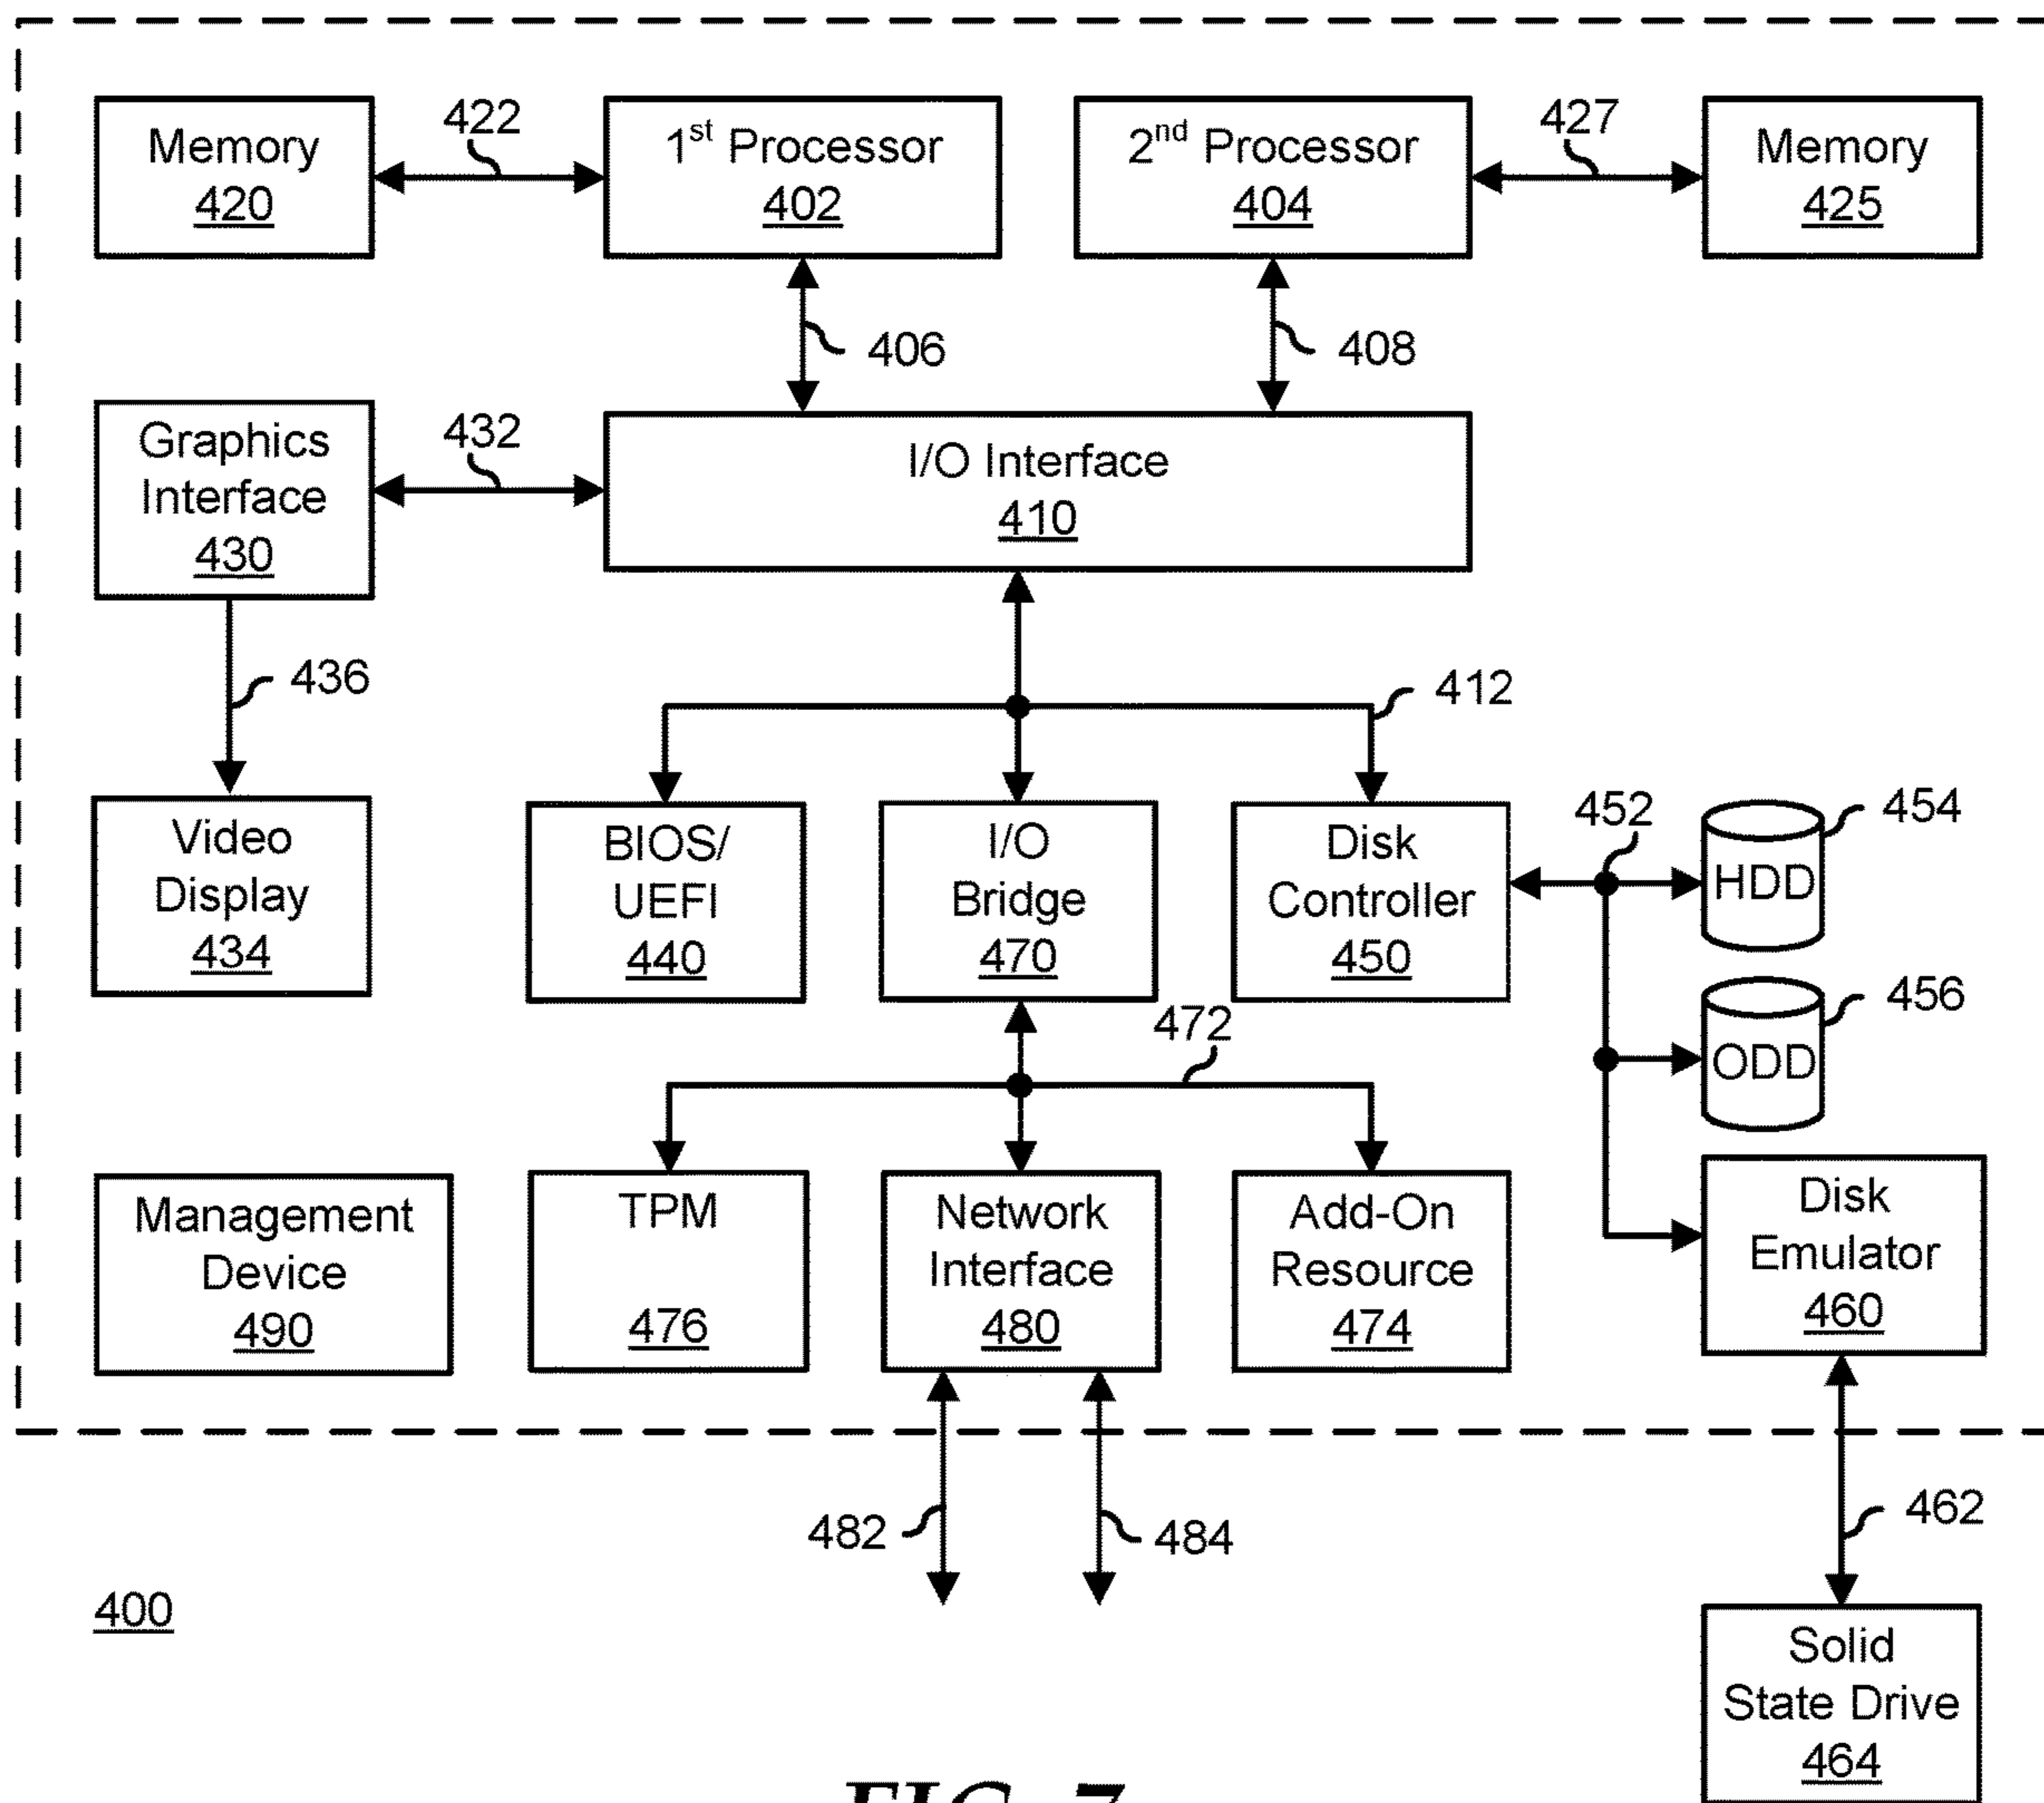 Memory
420
422
1st Processor
402
2nd Processor
404
427
Memory
425
406
408
Graphics
Interface
430
432
I/O Interface
410
436
412
Video
Display
434
BIOS/
UEFI
440
I/O
Bridge
470
Disk
Controller
450
452
454
HDD
456
ODD
472
Management
Device
490
TPM
476
Network
Interface
480
Add-On
Resource
474
Disk
Emulator
460
482
484
462
400
Solid
State Drive
464
FIG. 7